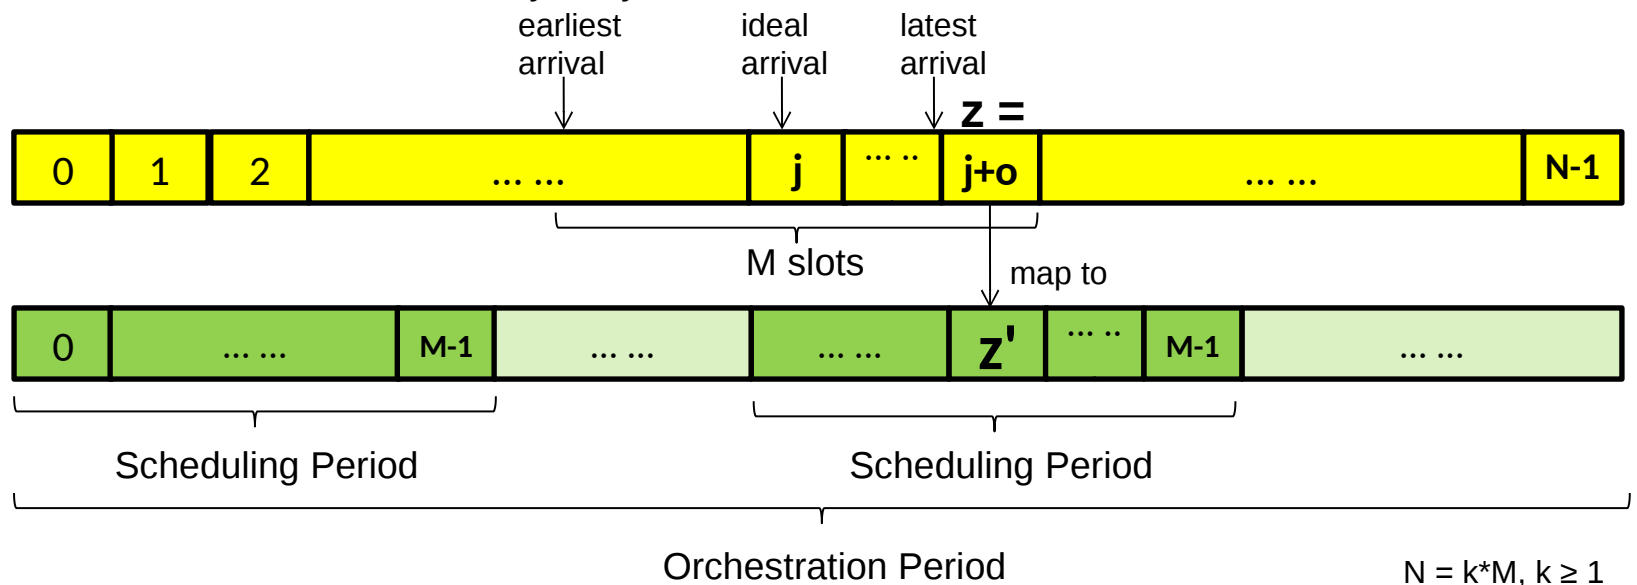 earliest
arrival
ideal
arrival
latest
arrival
z =
0 1 2 ... ... j ... .. j+o ... ... N-1
M slots
map to
0 ... ... M-1 ... ... ... ... z' ... .. M-1 ... ...
Scheduling Period
Scheduling Period
Orchestration Period
N = k*M, k ≥ 1